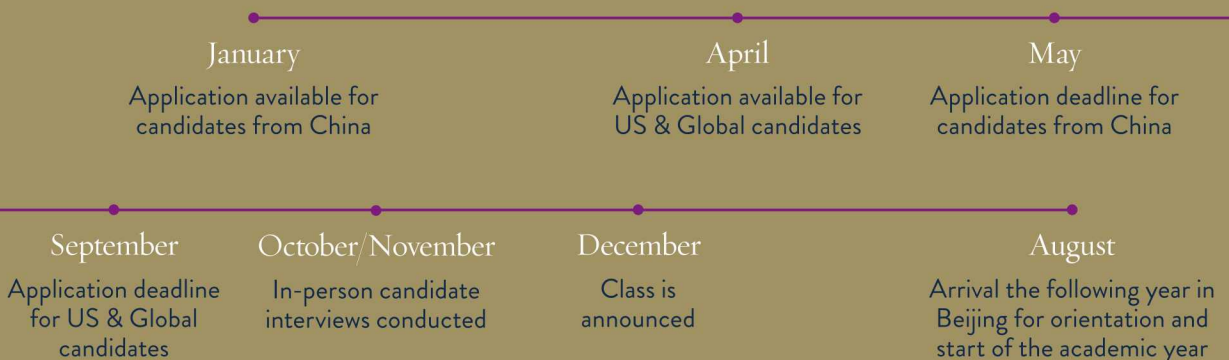 January
Application available for
candidates from China
April
Application available for
US & Global candidates
May
Application deadline for
candidates from China
September
Application deadline
for US & Global
candidates
October/November
In-person candidate
interviews conducted
December
Class is
announced
August
Arrival the following year in
Beijing for orientation and
start of the academic year